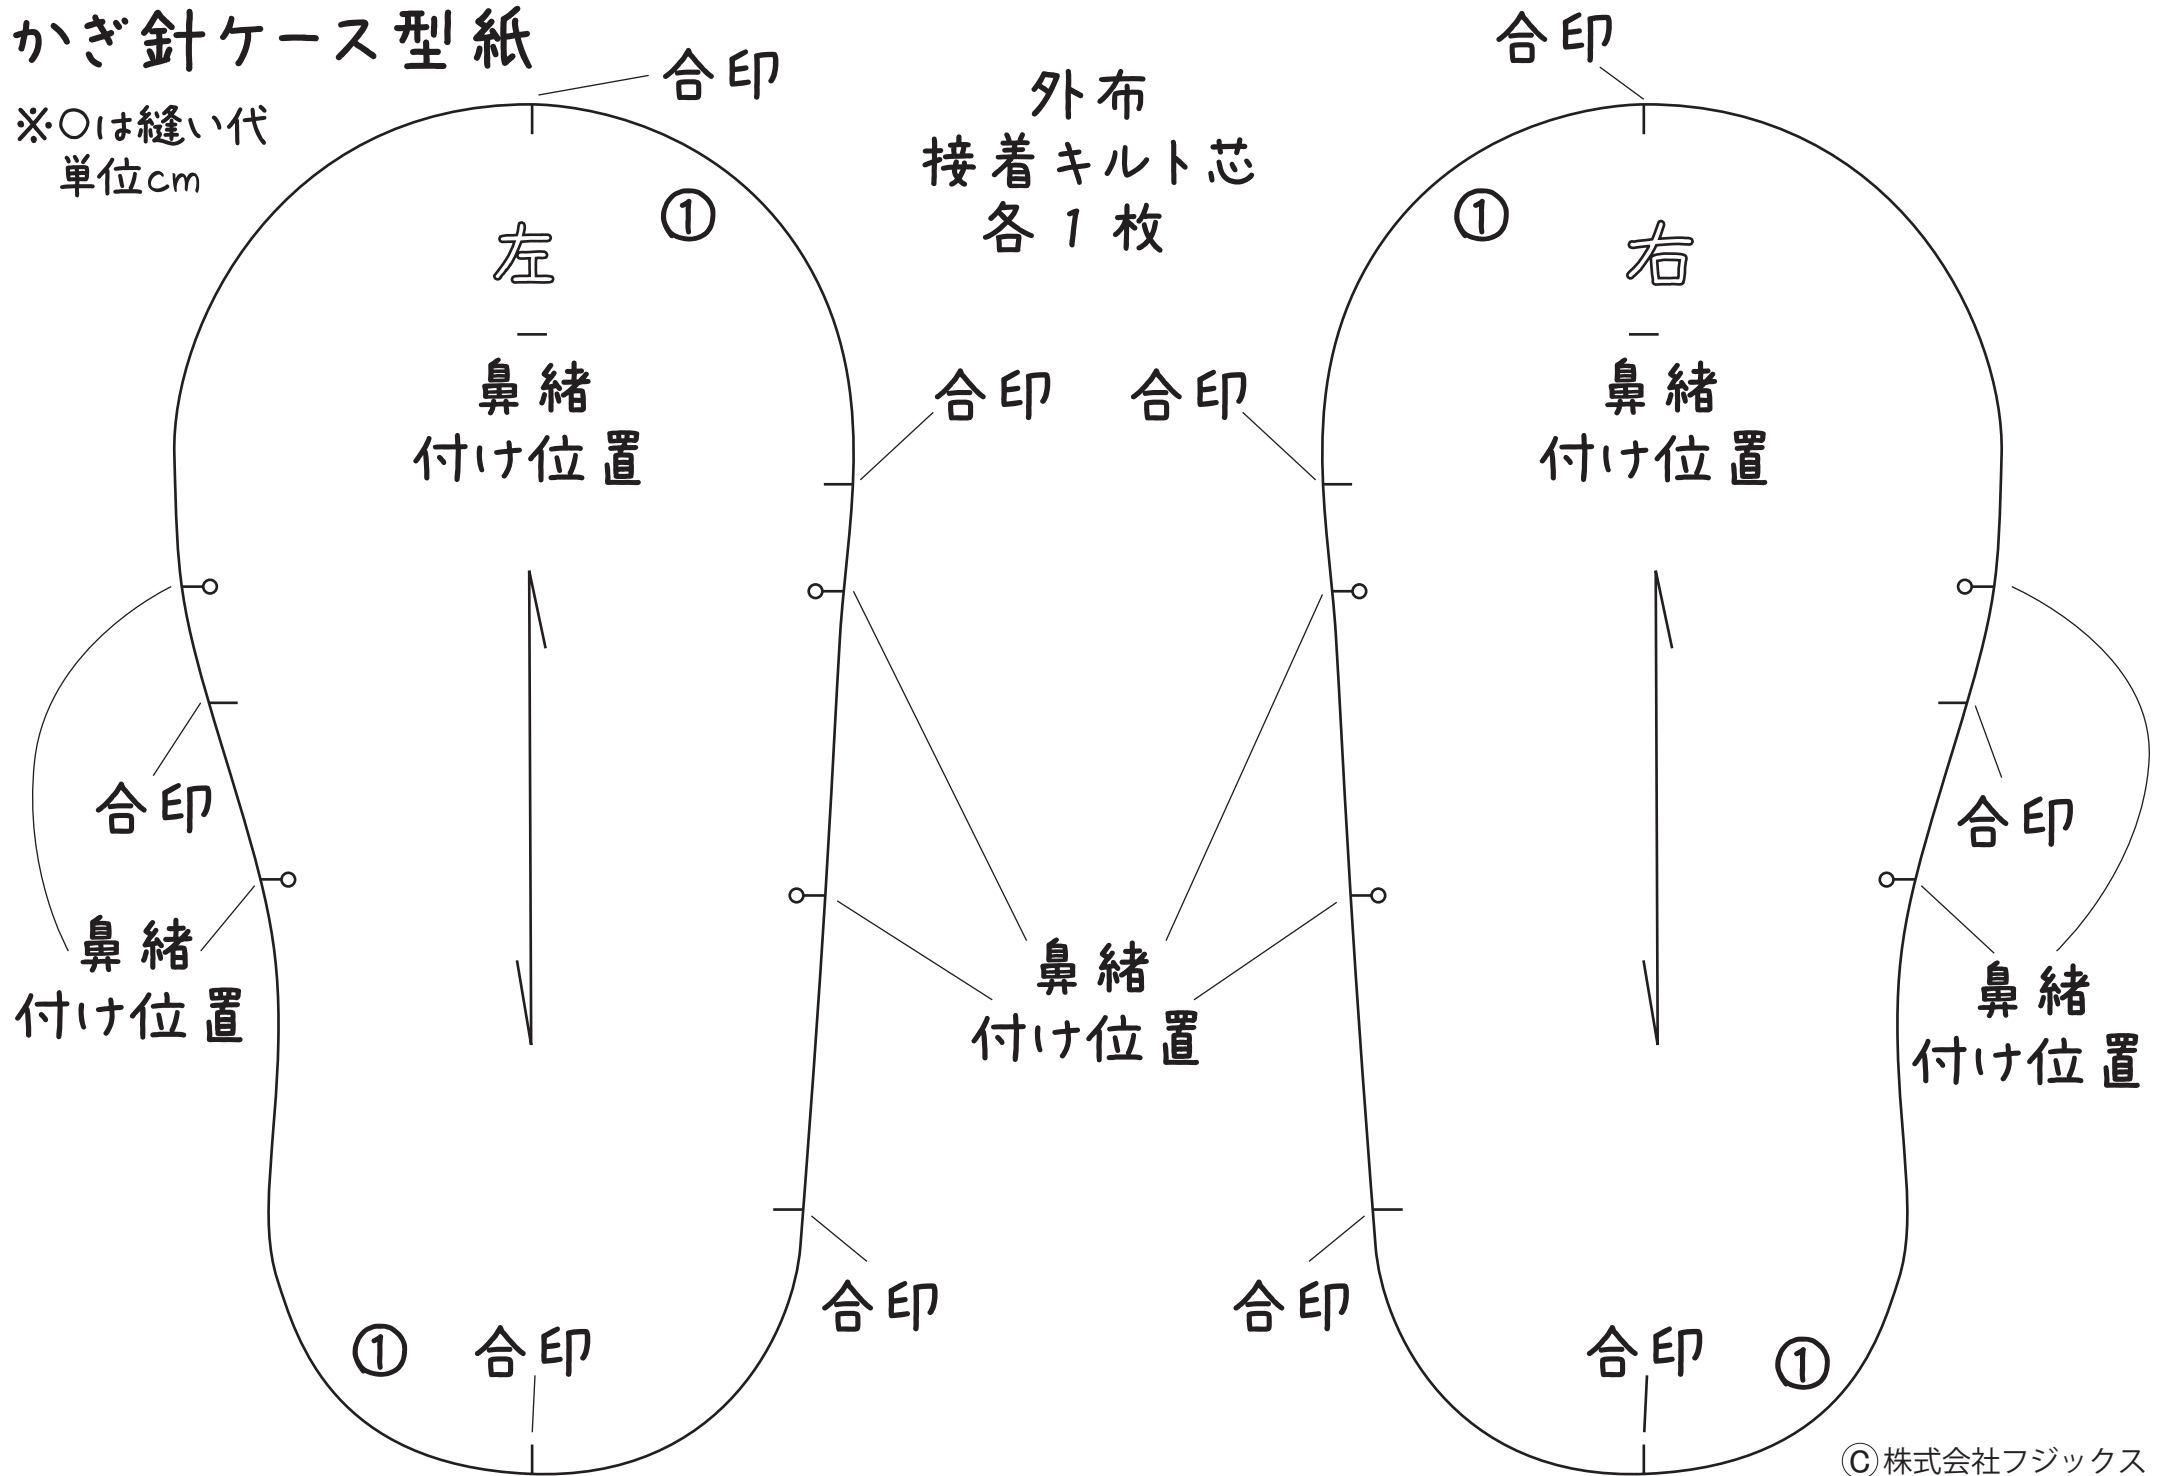 かぎ針ケース型紙
※○は縫い代
単位cm
合印
外布
接着キルト芯
各1枚
合印
①
左
①
右
鼻緒
付け位置
鼻緒
付け位置
合印
合印
合印
鼻緒
付け位置
鼻緒
付け位置
合印
鼻緒
付け位置
合印
合印
①
合印
合印
①
©株式会社フジックス